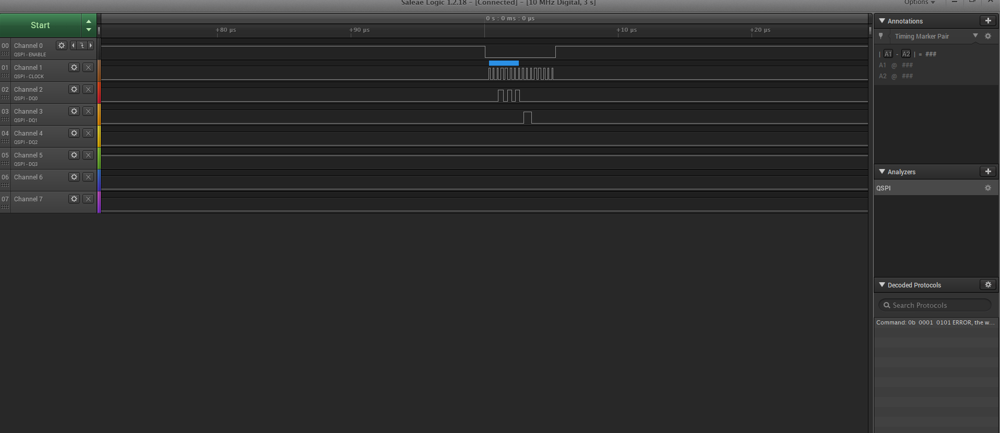 Saleae Logic 1.2.18 - [Connected] - [10 MHz Digital, 3 s]
Options
Start
0 s : 0 ms : 0 µs
+80 µs +90 µs +10 µs +20 µs
00 Channel 0
QSPI - ENABLE
01 Channel 1
QSPI - CLOCK
02 Channel 2
QSPI - DQ0
03 Channel 3
QSPI - DQ1
04 Channel 4
QSPI - DQ2
05 Channel 5
QSPI - DQ3
06 Channel 6
07 Channel 7
Annotations
Timing Marker Pair
| A1 - A2 | = ###
A1 @ ###
A2 @ ###
Analyzers
QSPI
Decoded Protocols
Search Protocols
Command: 0b 0001 0101 ERROR, the w...